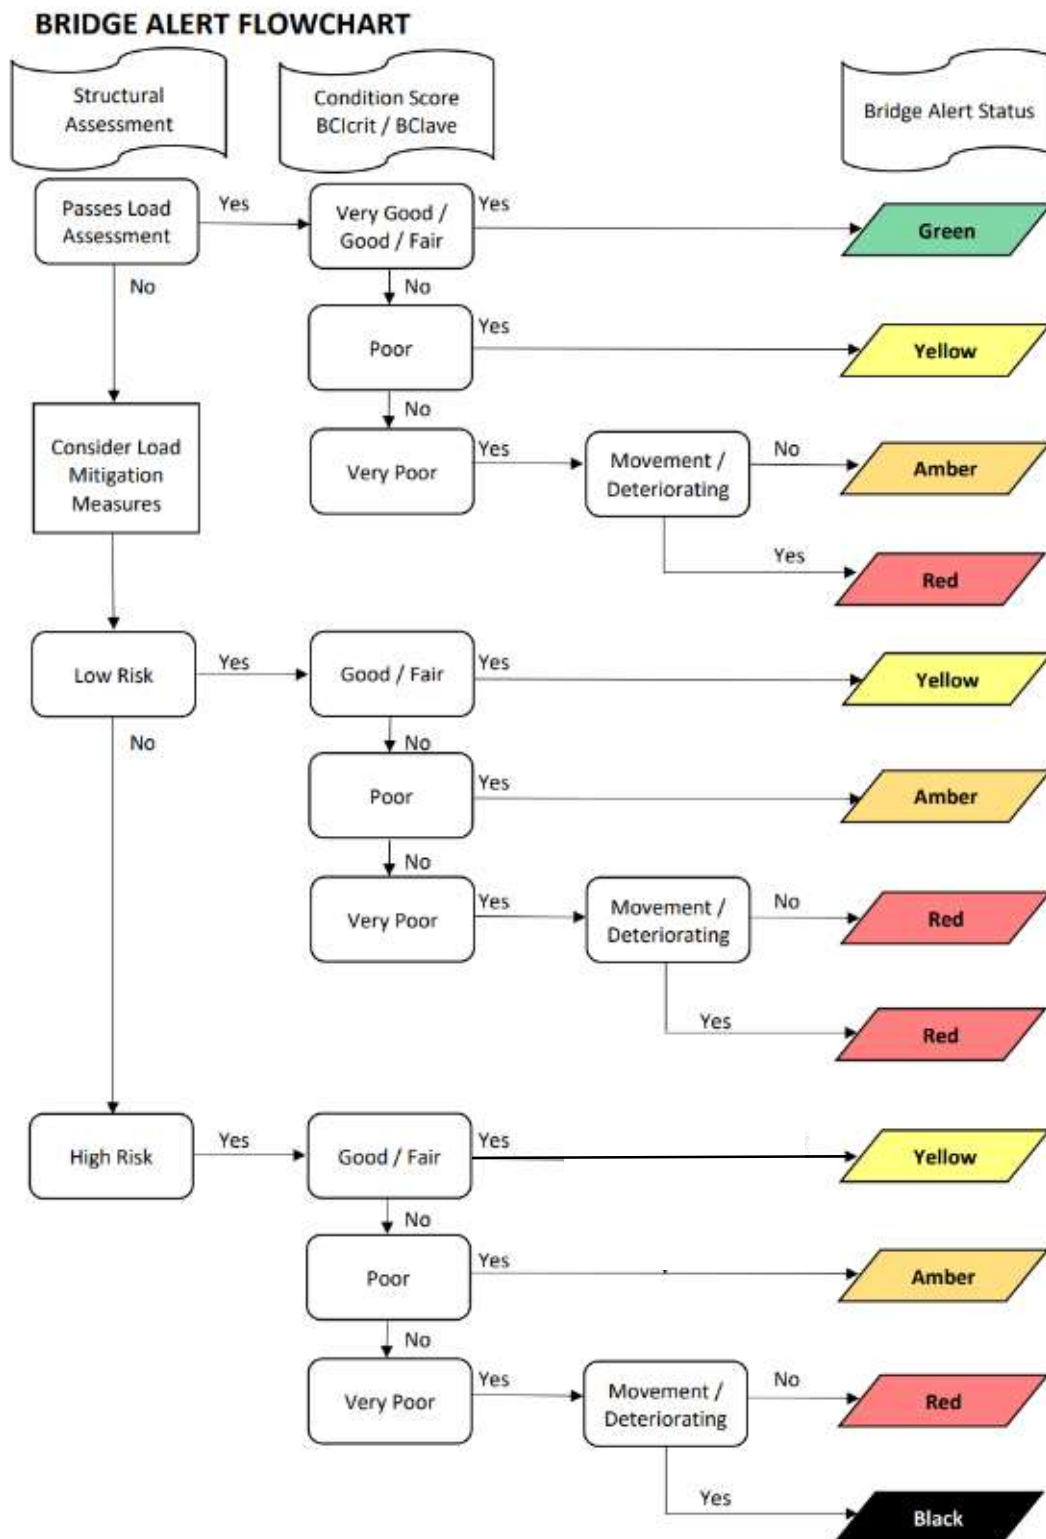 BRIDGE ALERT FLOWCHART
Structural
Assessment
Condition Score
BCIcrit / BCIave
Bridge Alert Status
Passes Load
Assessment
Yes
Very Good /
Good / Fair
Yes
Green
No
No
Poor
Yes
Yellow
No
Consider Load
Mitigation
Measures
Very Poor
Yes
Movement /
Deteriorating
No
Amber
Yes
Red
Low Risk
Yes
Good / Fair
Yes
Yellow
No
No
Poor
Yes
Amber
No
Very Poor
Yes
Movement /
Deteriorating
No
Red
Yes
Red
High Risk
Yes
Good / Fair
Yes
Yellow
No
Poor
Yes
Amber
No
Very Poor
Yes
Movement /
Deteriorating
No
Red
Yes
Black